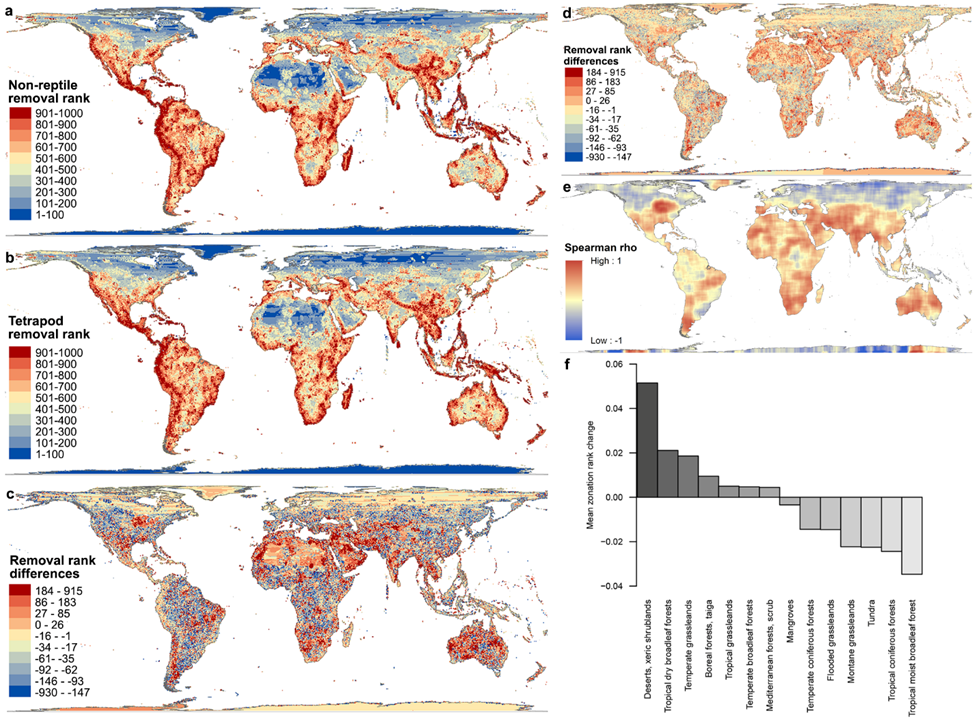 a
Non-reptile
removal rank
901-1000
801-900
701-800
601-700
501-600
401-500
301-400
201-300
101-200
1-100
b
Tetrapod
removal rank
901-1000
801-900
701-800
601-700
501-600
401-500
301-400
201-300
101-200
1-100
c
Removal rank
differences
184 - 915
86 - 183
27 - 85
0 - 26
-16 - -1
-34 - -17
-61 - -35
-92 - -62
-146 - -93
-930 - -147
d
Removal rank
differences
184 - 915
86 - 183
27 - 85
0 - 26
-16 - -1
-34 - -17
-61 - -35
-92 - -62
-146 - -93
-930 - -147
e
Spearman rho
High : 1
Low : -1
f
Mean zonation rank change
0.06
0.04
0.02
0.00
−0.02
−0.04
Deserts, xeric shrublands
Tropical dry broadleaf forests
Temperate grasslands
Boreal forests, taiga
Tropical grasslands
Temperate broadleaf forests
Mediterranean forests, scrub
Mangroves
Temperate coniferous forests
Flooded grasslands
Montane grasslands
Tundra
Tropical coniferous forests
Tropical moist broadleaf forest